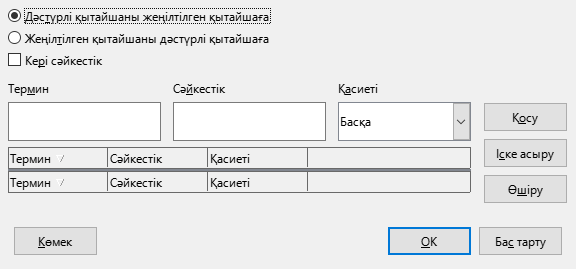 Дәстүрлі қытайшаны жеңілтілген қытайшаға
Жеңілтілген қытайшаны дәстүрлі қытайшаға
Кері сәйкестік
Термин Сәйкестік Қасиеті
Басқа Қосу
Термин / Сәйкестік Қасиеті Іске асыру
Термин / Сәйкестік Қасиеті Өшіру
Көмек ОК Бас тарту